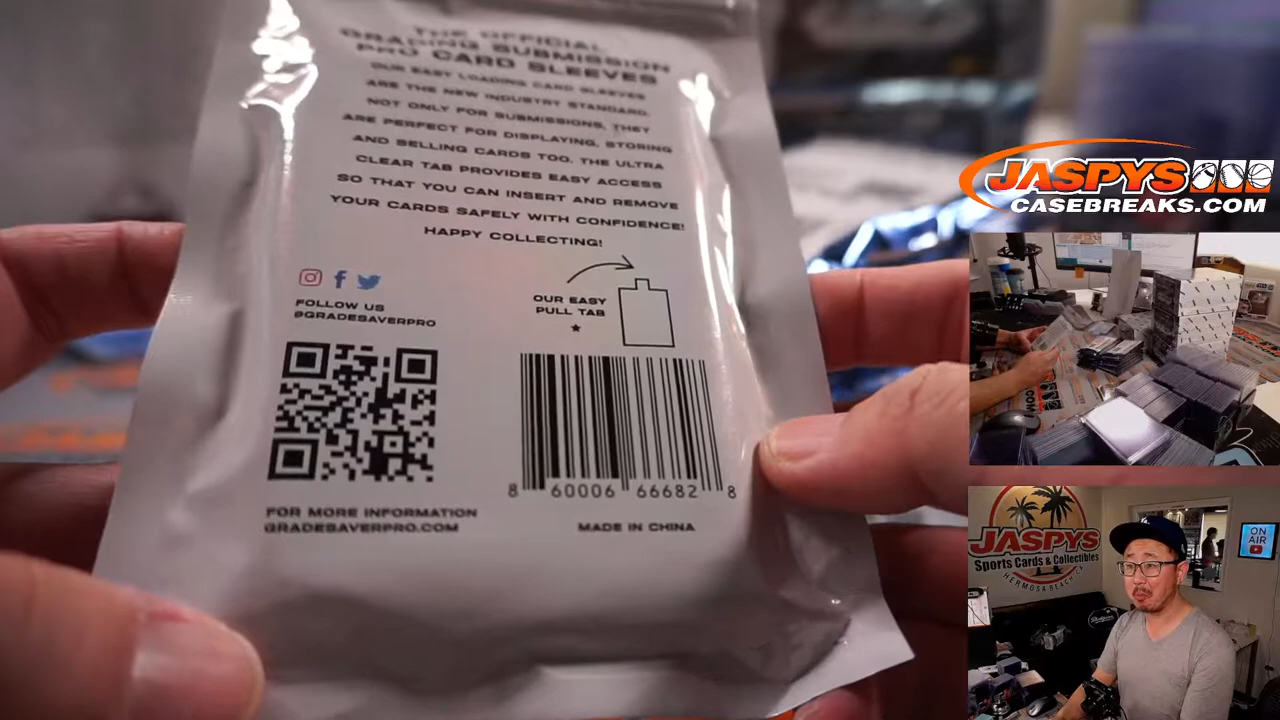 THE OFFICIAL
GRADING SUBMISSION
PRO CARD SLEEVES
OUR EASY LOADING CARD SLEEVES
ARE THE NEW INDUSTRY STANDARD.
NOT ONLY FOR SUBMISSIONS, THEY
ARE PERFECT FOR DISPLAYING, STORING
AND SELLING CARDS TOO. THE ULTRA
CLEAR TAB PROVIDES EASY ACCESS
SO THAT YOU CAN INSERT AND REMOVE
YOUR CARDS SAFELY WITH CONFIDENCE!
HAPPY COLLECTING!
FOLLOW US
@GRADESAVERPRO
OUR EASY
PULL TAB
8 60006 66682 8
FOR MORE INFORMATION
GRADESAVERPRO.COM
MADE IN CHINA
JASPYS
CASEBREAKS.COM
JASPYS
Sports Cards & Collectibles
HERMOSA BEACH, CA
ON
AIR